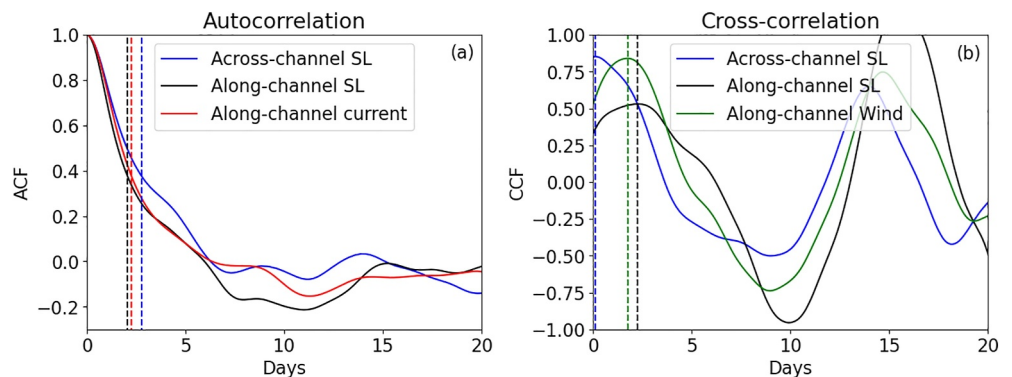 Autocorrelation
(a)
Across-channel SL
Along-channel SL
Along-channel current
1.0
0.8
0.6
0.4
0.2
0.0
−0.2
ACF
0
5
10
15
20
Days
Cross-correlation
(b)
Across-channel SL
Along-channel SL
Along-channel Wind
1.00
0.75
0.50
0.25
0.00
−0.25
−0.50
−0.75
−1.00
CCF
0
5
10
15
20
Days